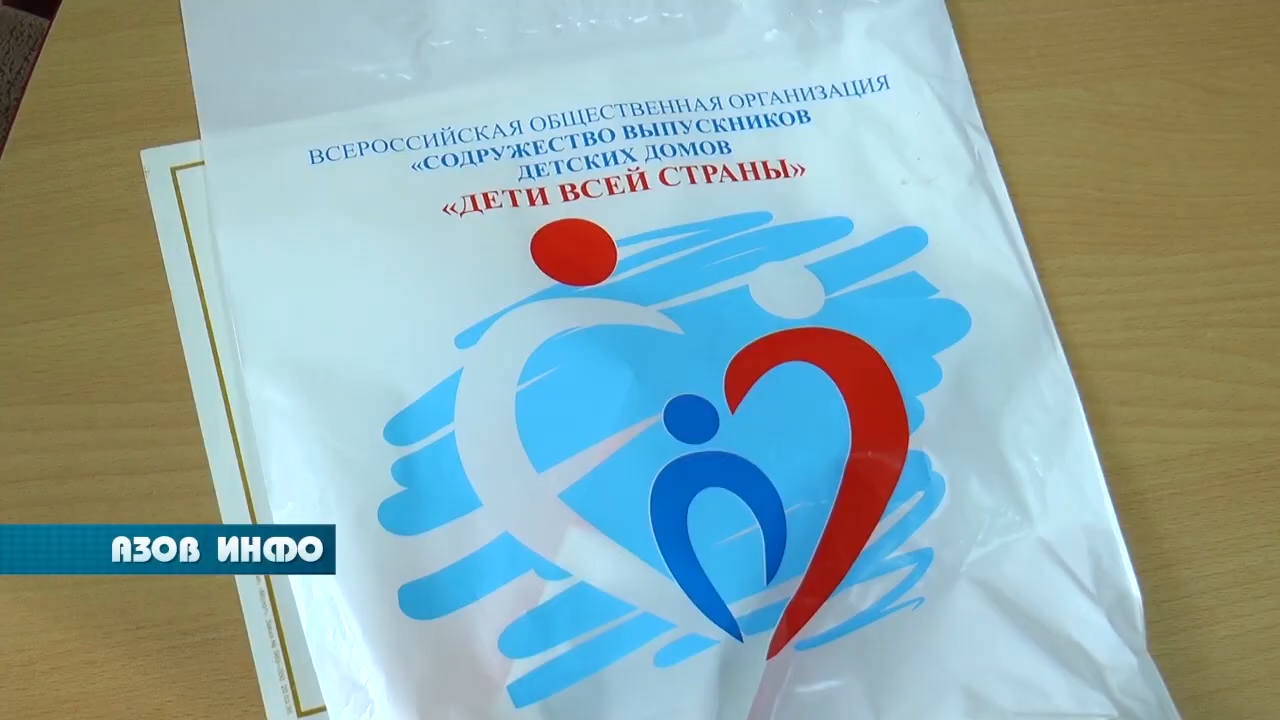 ВСЕРОССИЙСКАЯ ОБЩЕСТВЕННАЯ ОРГАНИЗАЦИЯ
«СОДРУЖЕСТВО ВЫПУСКНИКОВ
ДЕТСКИХ ДОМОВ
«ДЕТИ ВСЕЙ СТРАНЫ»
АЗОВ ИНФО